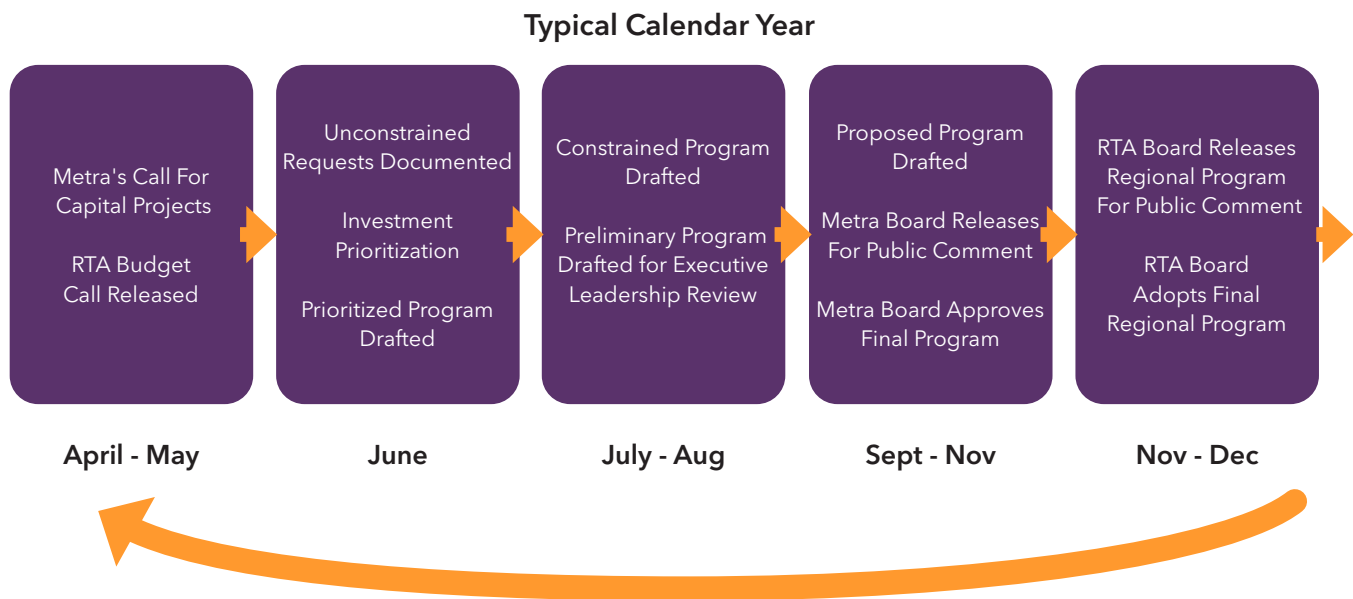 Typical Calendar Year
Metra's Call For
Capital Projects
RTA Budget
Call Released
Unconstrained
Requests Documented
Investment
Prioritization
Prioritized Program
Drafted
Constrained Program
Drafted
Preliminary Program
Drafted for Executive
Leadership Review
Proposed Program
Drafted
Metra Board Releases
For Public Comment
Metra Board Approves
Final Program
RTA Board Releases
Regional Program
For Public Comment
RTA Board
Adopts Final
Regional Program
April - May
June
July - Aug
Sept - Nov
Nov - Dec